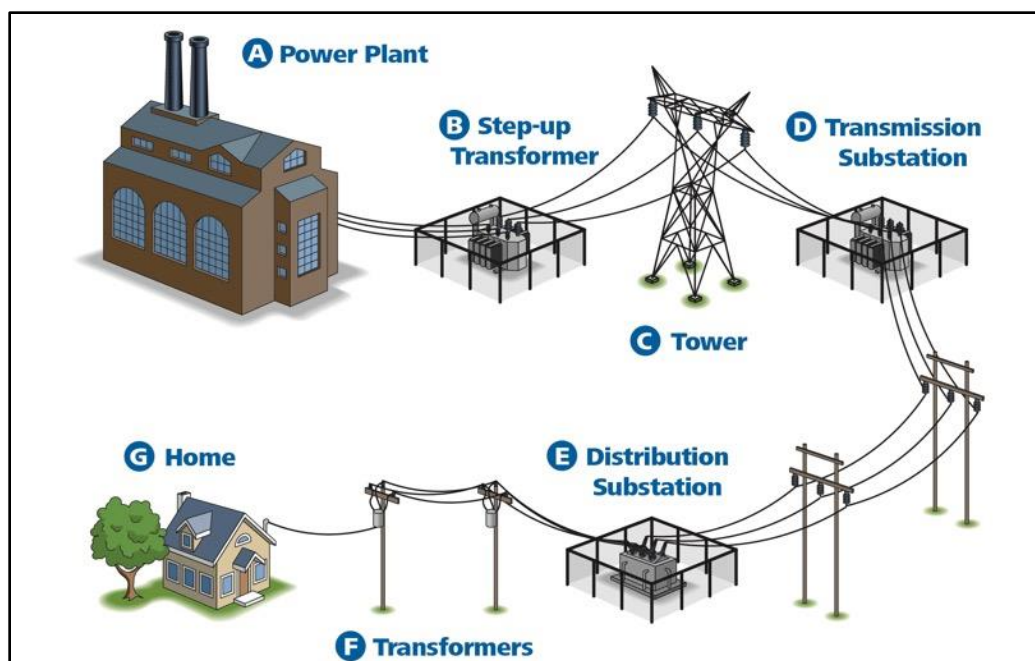 A Power Plant
B Step-up
Transformer
D Transmission
Substation
C Tower
G Home
E Distribution
Substation
F Transformers